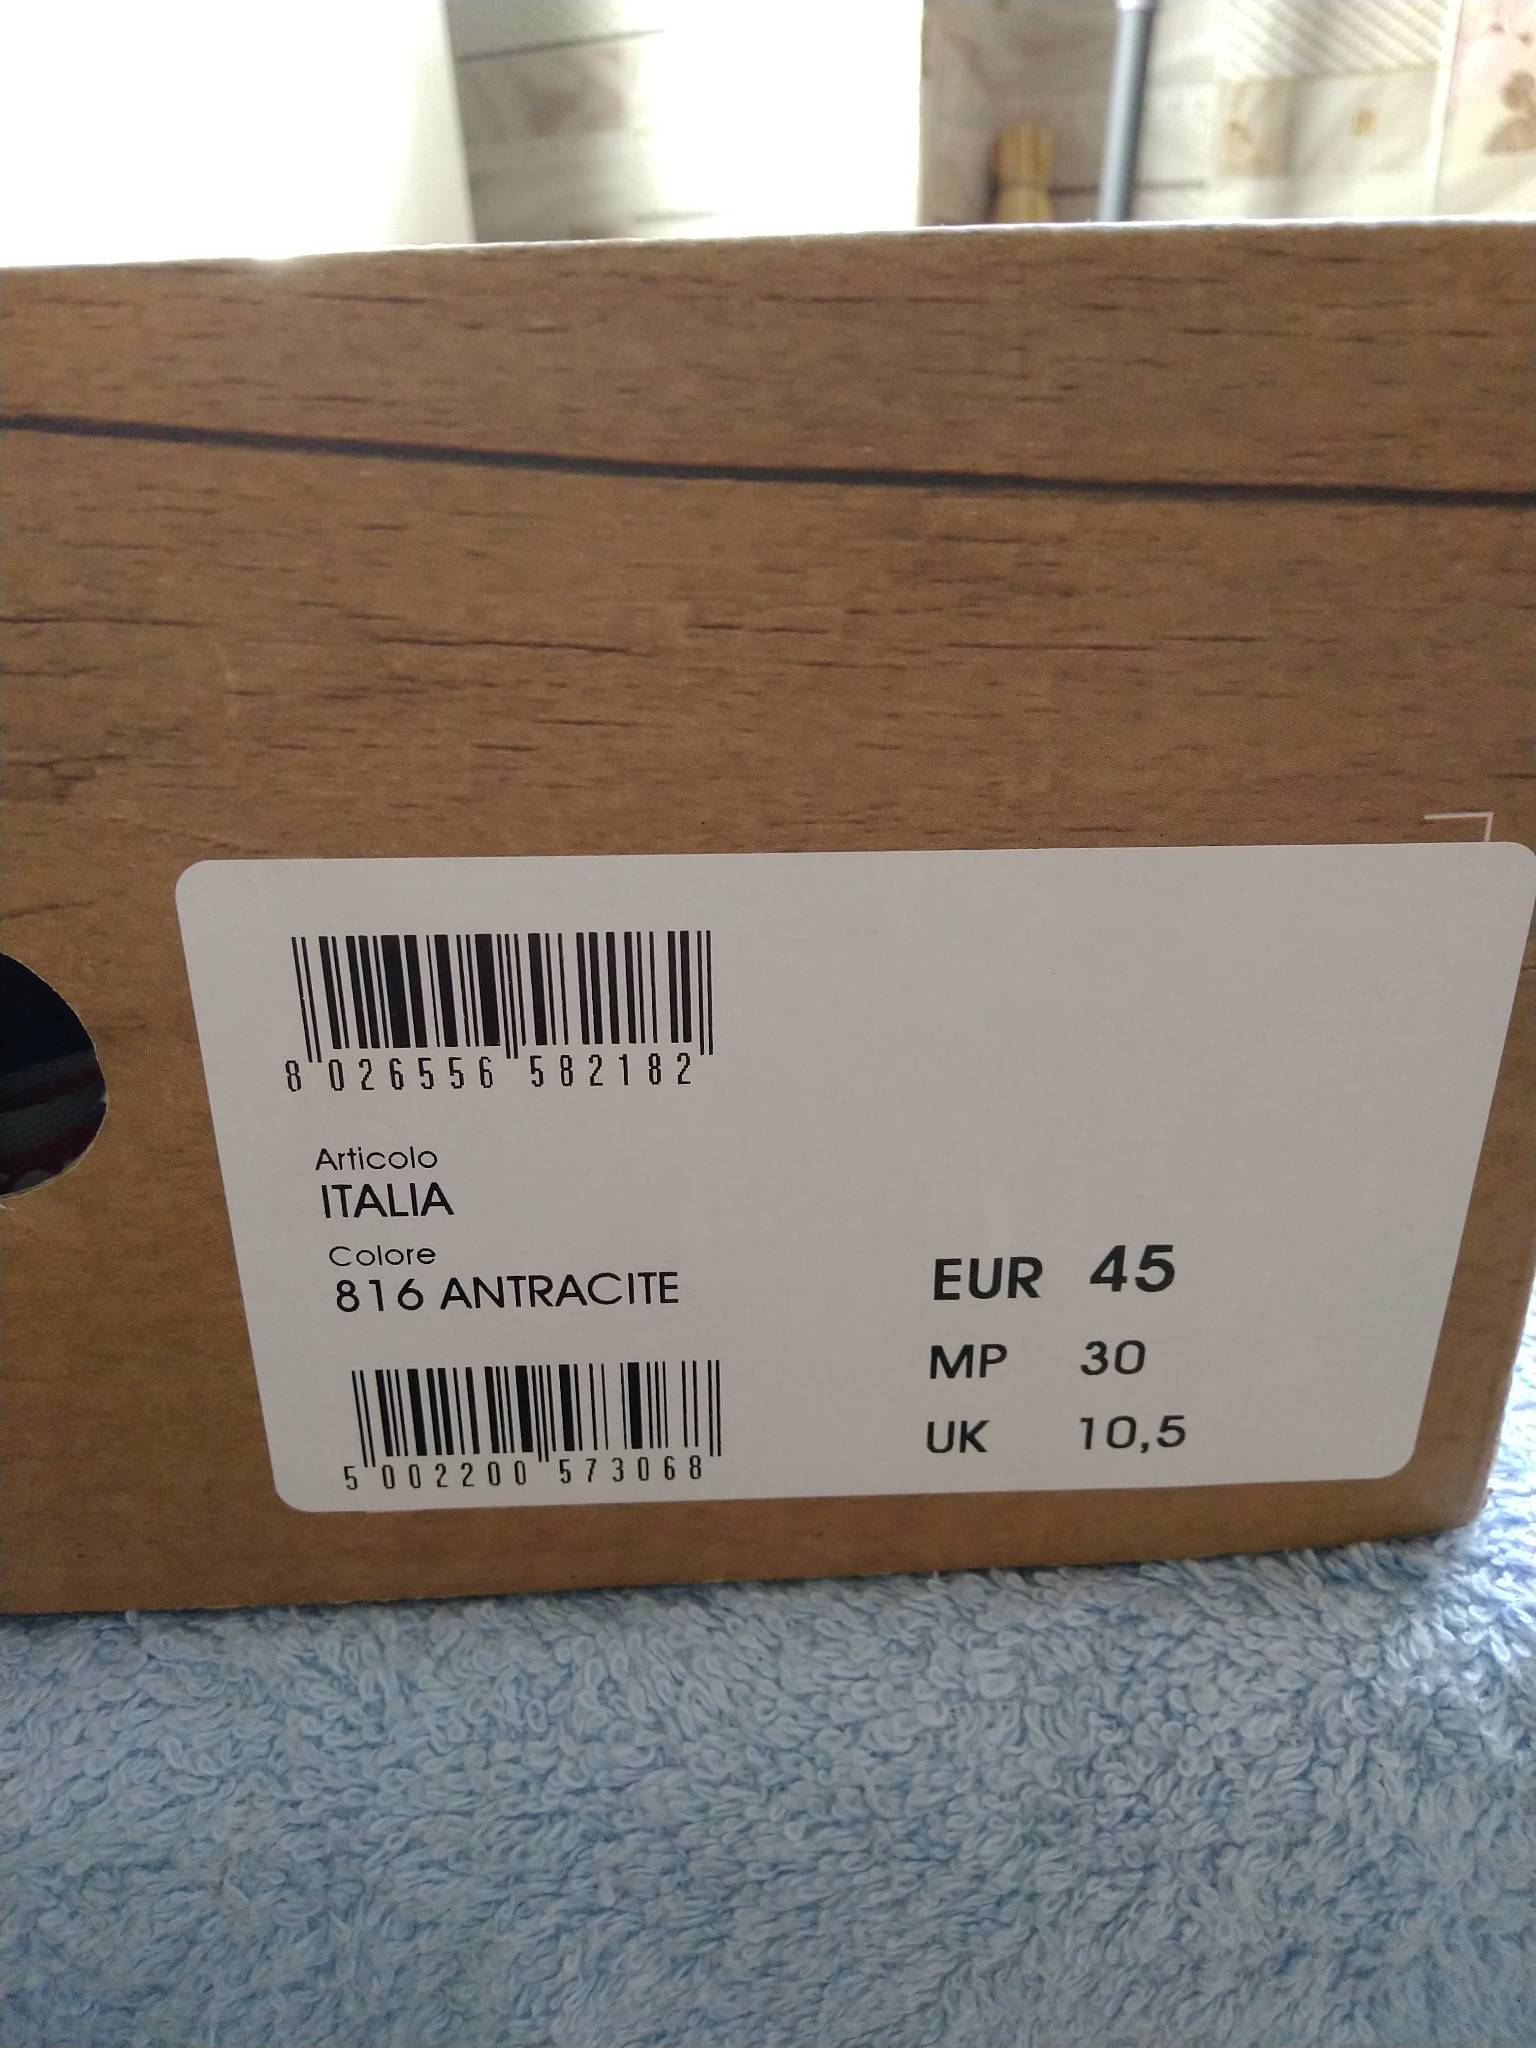 8 026556 582182
Articolo
ITALIA
Colore
816 ANTRACITE
5 002200 573068
EUR 45
MP 30
UK 10,5